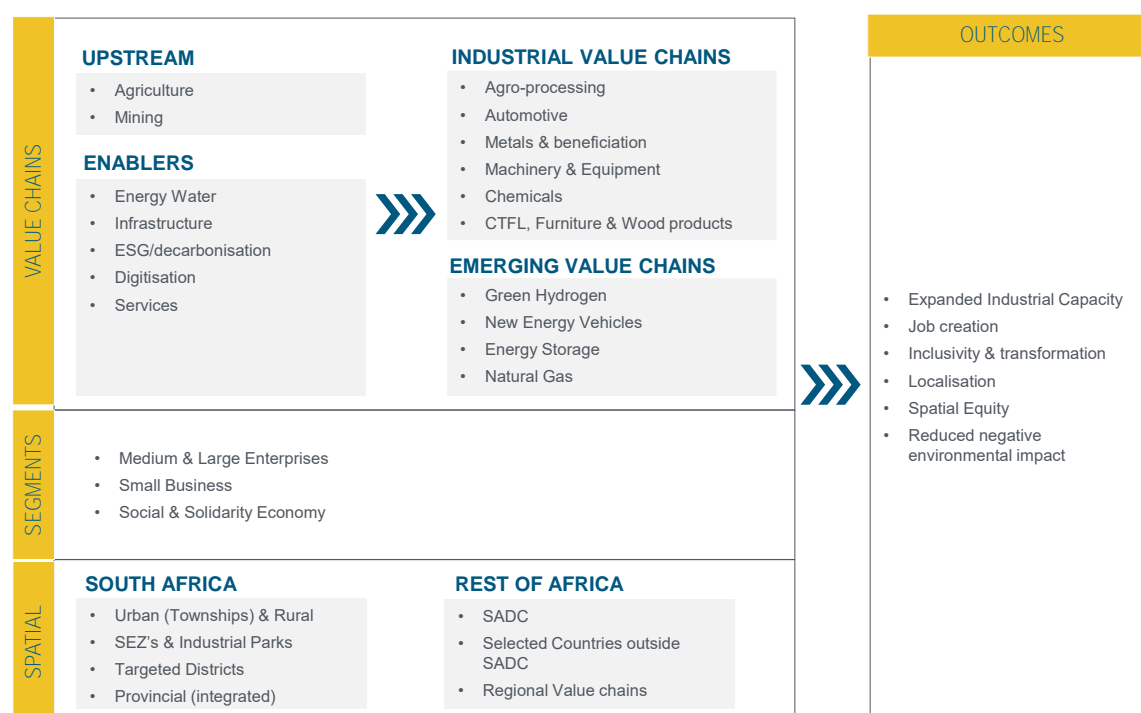 VALUE CHAINS
UPSTREAM
• Agriculture
• Mining
ENABLERS
• Energy Water
• Infrastructure
• ESG/decarbonisation
• Digitisation
• Services
INDUSTRIAL VALUE CHAINS
• Agro-processing
• Automotive
• Metals & beneficiation
• Machinery & Equipment
• Chemicals
• CTFL, Furniture & Wood products
EMERGING VALUE CHAINS
• Green Hydrogen
• New Energy Vehicles
• Energy Storage
• Natural Gas
SEGMENTS
• Medium & Large Enterprises
• Small Business
• Social & Solidarity Economy
SPATIAL
SOUTH AFRICA
• Urban (Townships) & Rural
• SEZ's & Industrial Parks
• Targeted Districts
• Provincial (integrated)
REST OF AFRICA
• SADC
• Selected Countries outside
SADC
• Regional Value chains
OUTCOMES
• Expanded Industrial Capacity
• Job creation
• Inclusivity & transformation
• Localisation
• Spatial Equity
• Reduced negative
environmental impact